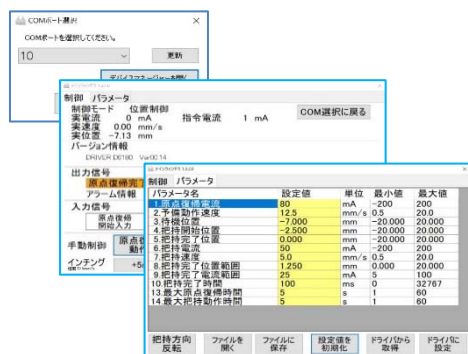 COMポート選択
COMポートを選択してください。
10
更新
デバイスマネージャーを開く
制御 パラメータ
制御モード 位置制御
実電流 0 mA 指令電流 1 mA
COM選択に戻る
実速度 0.00 mm/s
実位置 -7.13 mm
バージョン情報
DRIVER D6180 Ver00.14
出力信号
原点復帰完了
アラーム情報
入力信号
原点復帰
開始入力
手動制御
インチング
制御 パラメータ
パラメータ名 設定値 単位 最小値 最大値
1.原点復帰電流 80 mA -200 200
2.予備動作速度 12.5 mm/s 0.5 20.0
3.待機位置 -7.000 mm -20.000 20.000
4.把持開始位置 -2.500 mm -20.000 20.000
5.把持完了位置 0.000 mm -20.000 20.000
6.把持電流 50 mA -200 200
7.把持速度 5.0 mm/s 0.5 20.0
8.把持完了位置範囲 1.250 mm 0.000 20.000
9.把持完了電流範囲 25 mA 5 100
10.把持完了時間 100 ms 0 32767
13.最大原点復帰時間 5 s 1 60
14.最大把持動作時間 5 s 1 60
把持方向
反転
ファイルを
開く
ファイルに
保存
設定値を
初期化
ドライバから
取得
ドライバに
設定